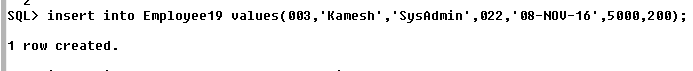 2
SQL> insert into Employee19 values(003,'Kamesh','SysAdmin',022,'08-NOV-16',5000,200);
1 row created.